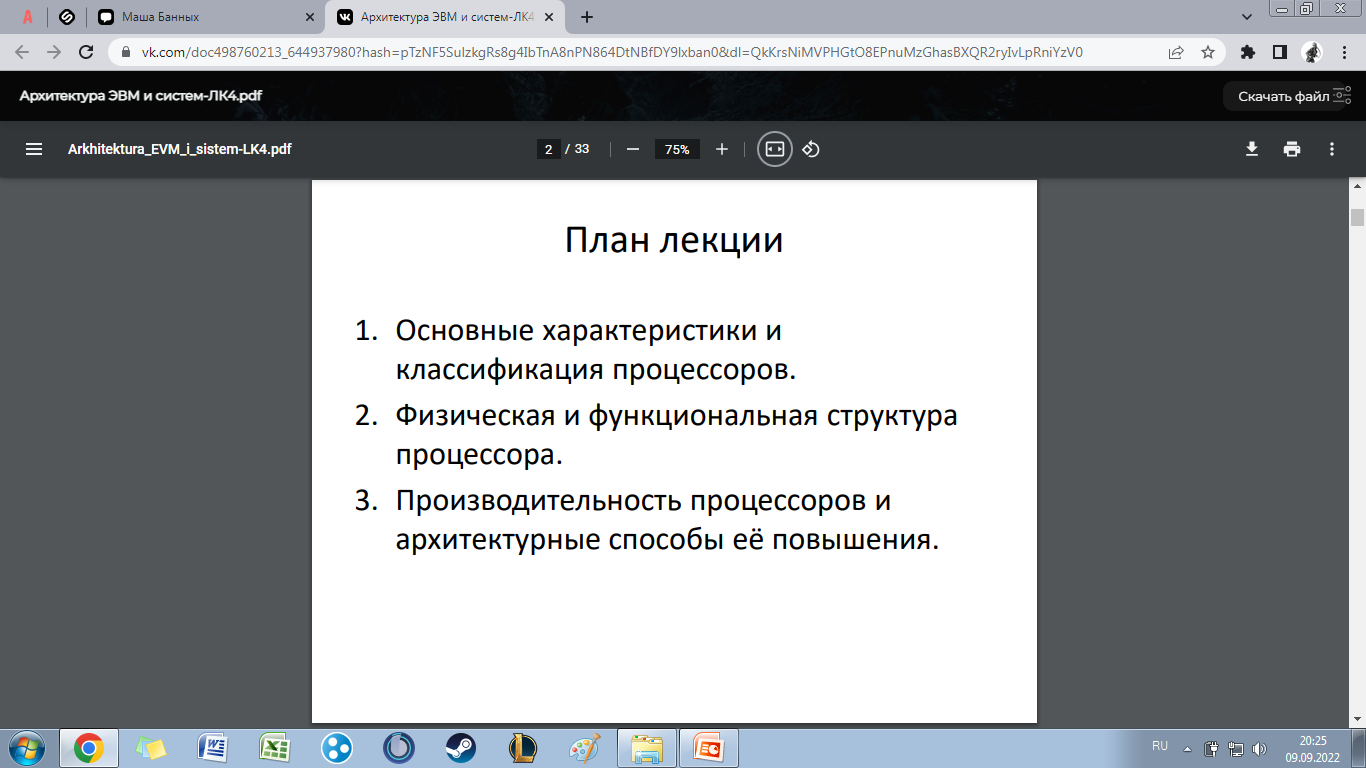 Маша Банных
Архитектура ЭВМ и систем-ЛК4
vk.com/doc498760213_644937980?hash=pTzNF5SulzkgRs8g4IbTnA8nPN864DtNBfDY9lxban0&dl=QkKrsNiMVPHGtO8EPnuMzGhasBXQR2ryIvLpRniYzV0
Архитектура ЭВМ и систем-ЛК4.pdf
Скачать файл
Arkhitektura_EVM_i_sistem-LK4.pdf
2 / 33
75%
План лекции
1. Основные характеристики и
классификация процессоров.
2. Физическая и функциональная структура
процессора.
3. Производительность процессоров и
архитектурные способы её повышения.
RU
20:25
09.09.2022